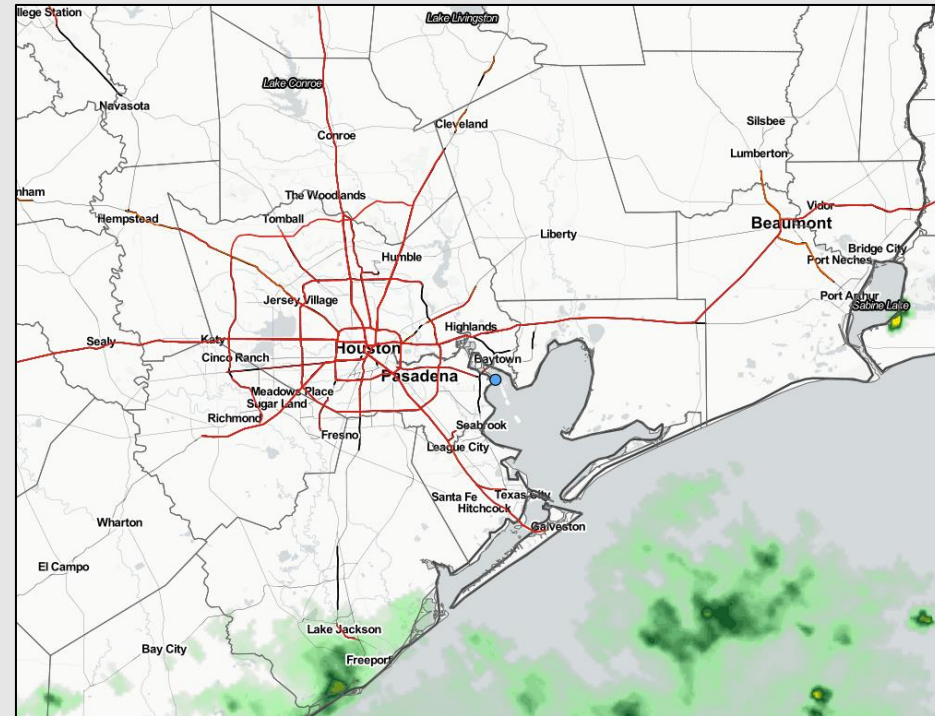 Lake Livingston
llege Station
Lake Conroe
Navasota
Cleveland
Silsbee
Conroe
Lumberton
nham
The Woodlands
Vidor
Hempstead
Tomball
Beaumont
Liberty
Bridge City
Humble
Port Neches
Port Arthur
Jersey Village
Sabine Lake
Highlands
Sealy
Katy
Houston
Cinco Ranch
Baytown
Pasadena
Meadows Place
Sugar Land
Richmond
Seabrook
Fresno
League City
Santa Fe
Texas City
Hitchcock
Wharton
Galveston
El Campo
Lake Jackson
Bay City
Freeport